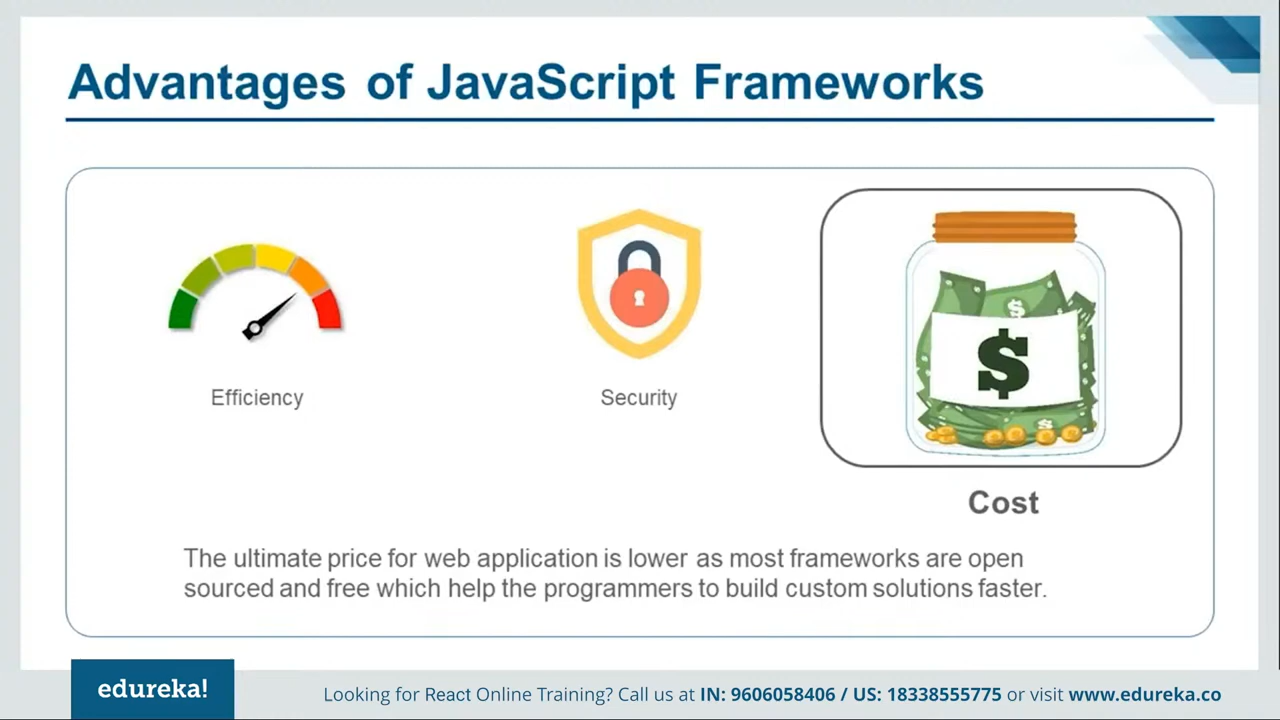 Advantages of JavaScript Frameworks
Efficiency
Security
$
$
$
Cost
The ultimate price for web application is lower as most frameworks are open
sourced and free which help the programmers to build custom solutions faster.
edureka!
Looking for React Online Training? Call us at IN: 9606058406 / US: 18338555775 or visit www.edureka.co